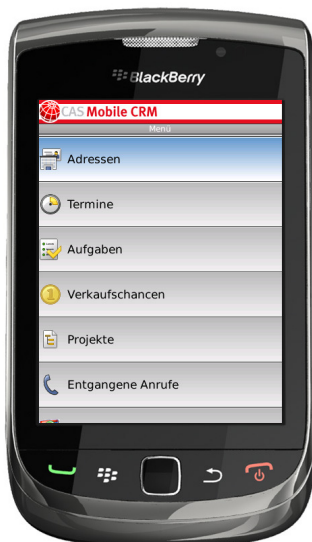 BlackBerry
CAS Mobile CRM
Menü
Adressen
Termine
Aufgaben
Verkaufschancen
Projekte
Entgangene Anrufe